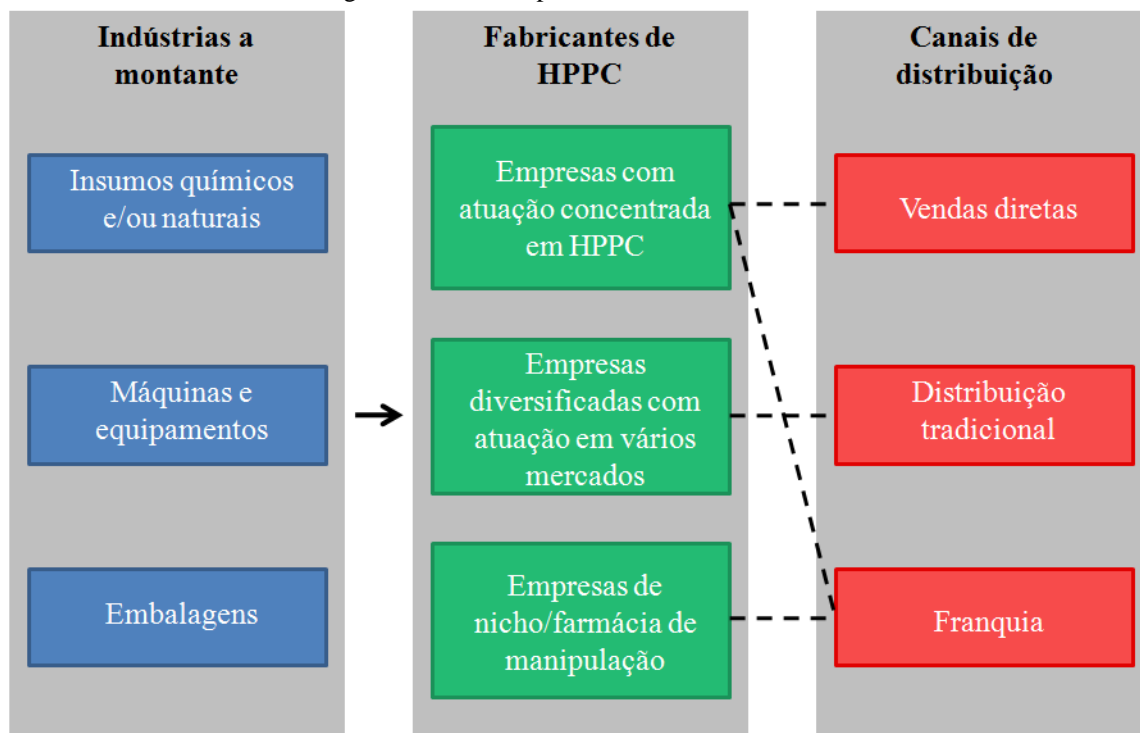 Indústrias a
montante
Insumos químicos
e/ou naturais
Máquinas e
equipamentos
Embalagens
Fabricantes de
HPPC
Empresas com
atuação concentrada
em HPPC
Empresas
diversificadas com
atuação em vários
mercados
Empresas de
nicho/farmácia de
manipulação
Canais de
distribuição
Vendas diretas
Distribuição
tradicional
Franquia